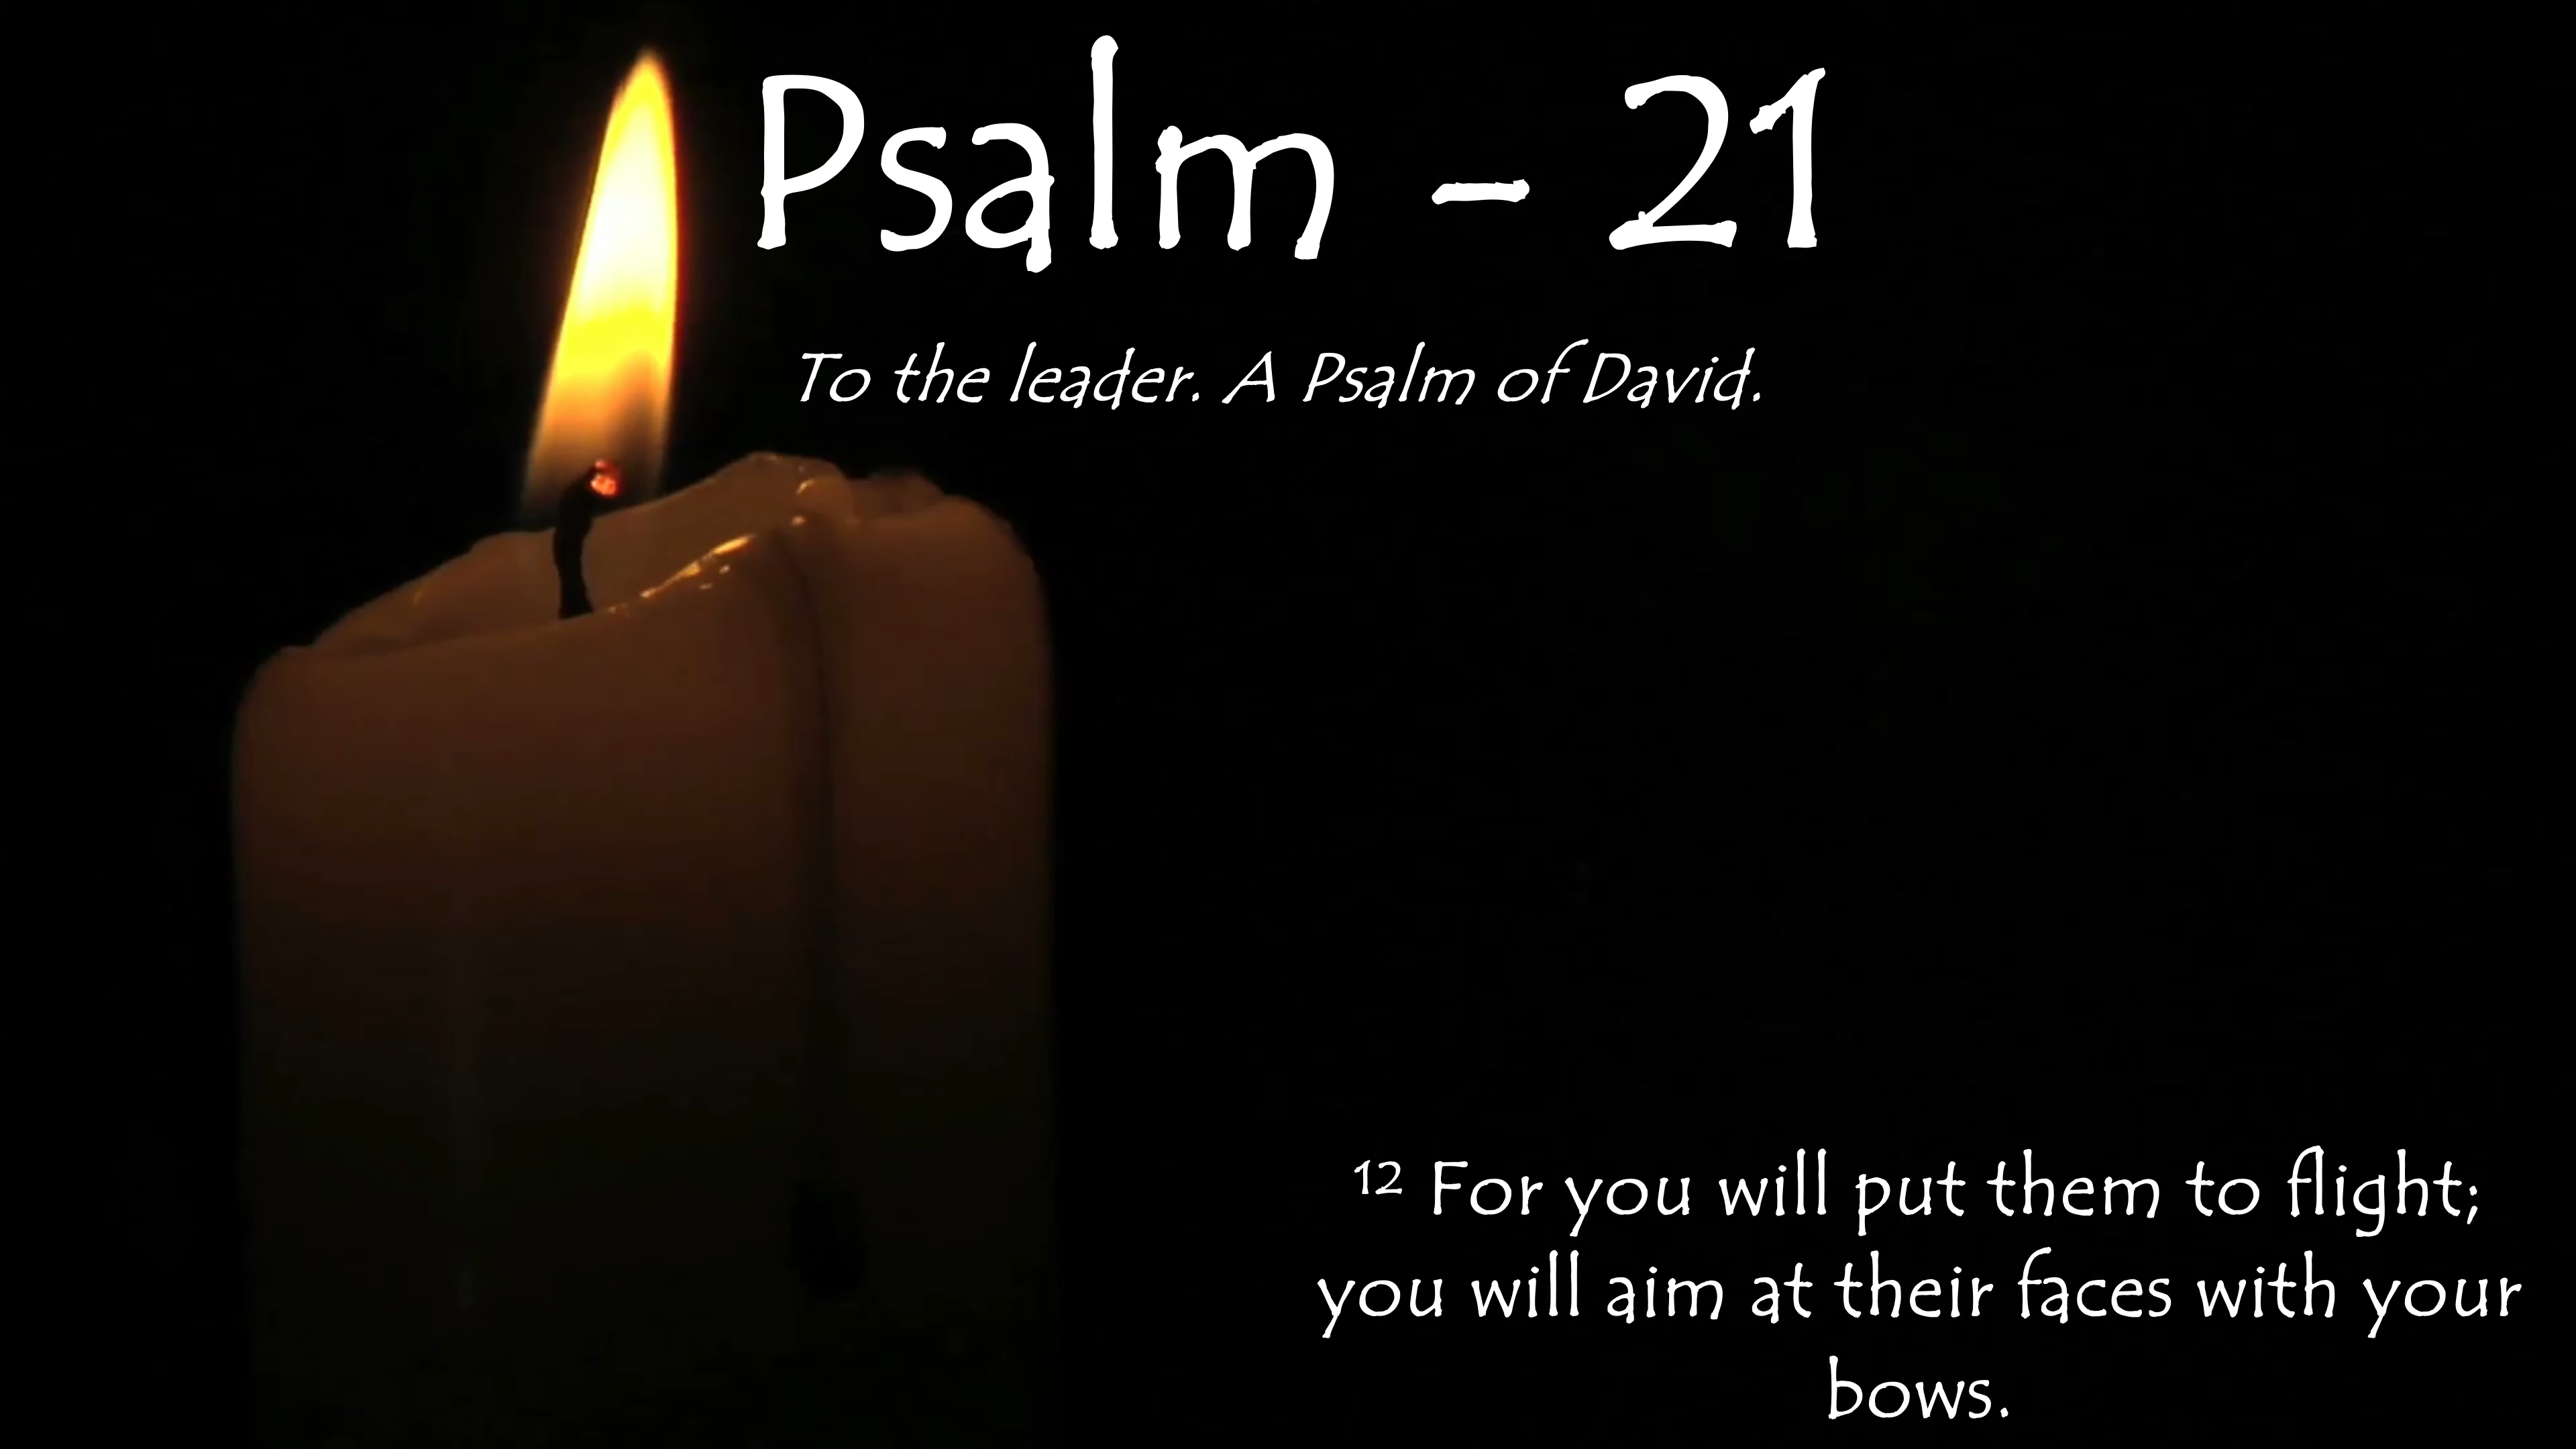 Psalm - 21
To the leader. A Psalm of David.
12 For you will put them to flight;
you will aim at their faces with your
bows.